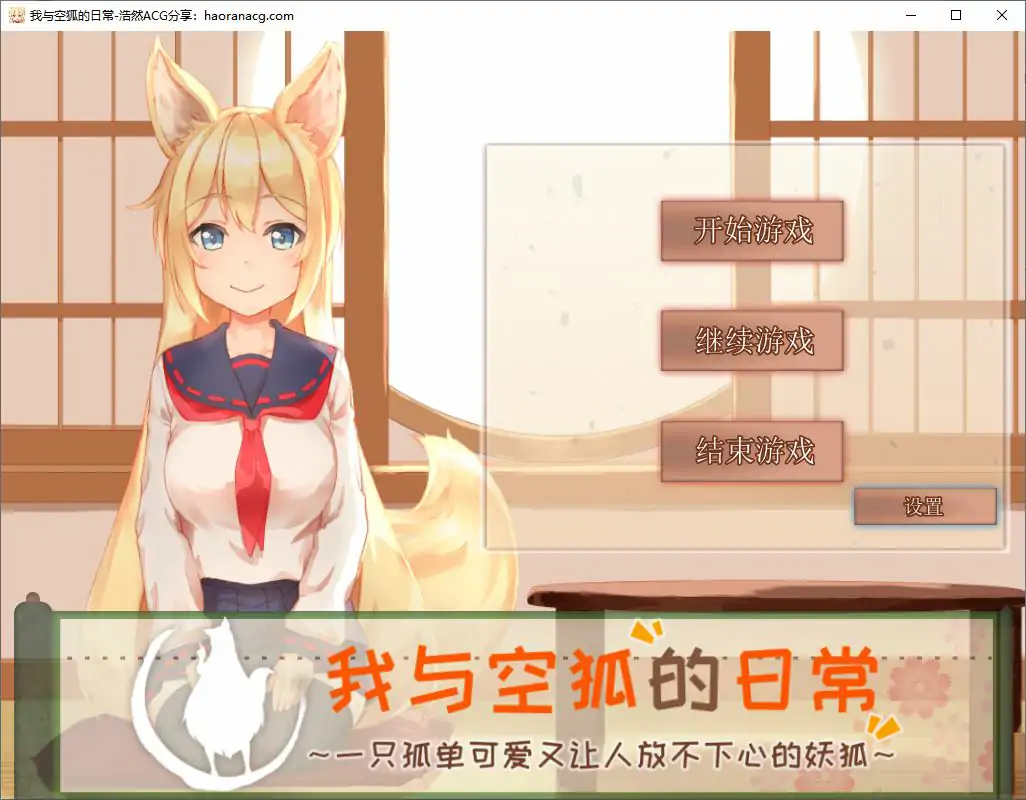 我与空狐的日常-浩然ACG分享：haoranacg.com
开始游戏
继续游戏
结束游戏
设置
我与空狐的日常
~一只孤单可爱又让人放不下心的妖狐~